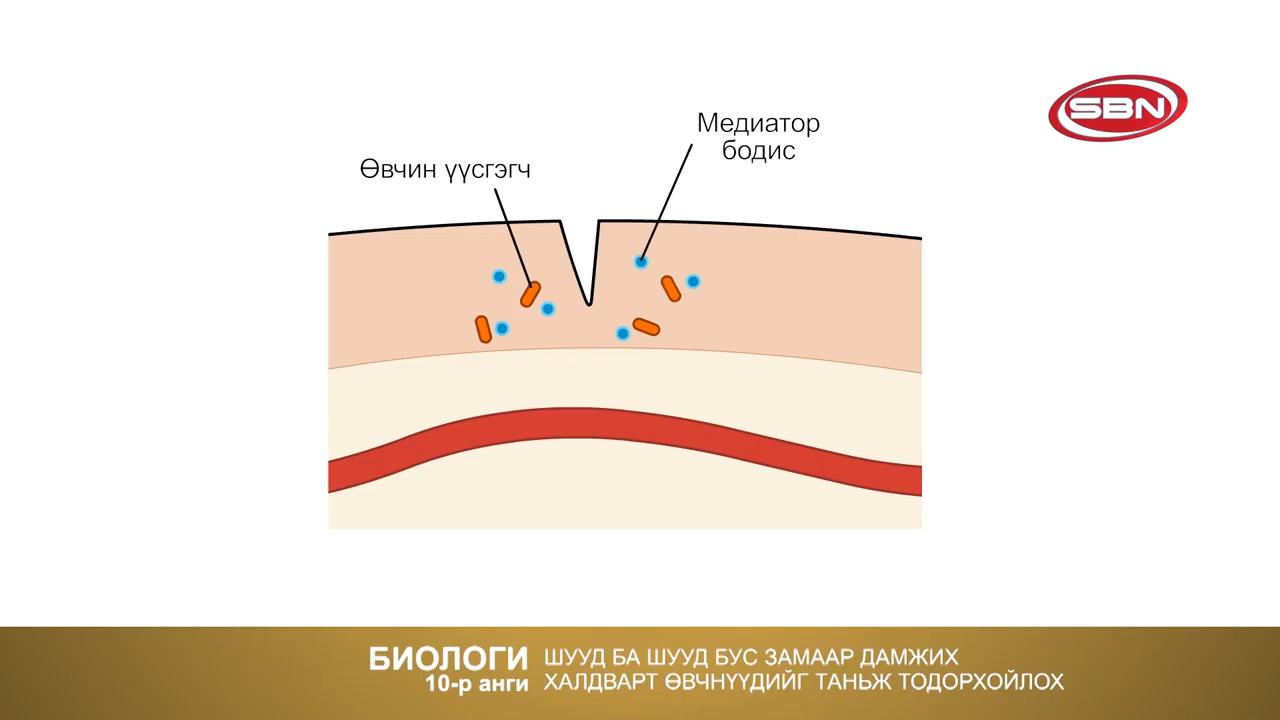 SBN
Медиатор
бодис
Өвчин үүсгэгч
БИОЛОГИ
10-р анги
ШУУД БА ШУУД БУС ЗАМААР ДАМЖИХ
ХАЛДВАРТ ӨВЧНҮҮДИЙГ ТАНЬЖ ТОДОРХОЙЛОХ